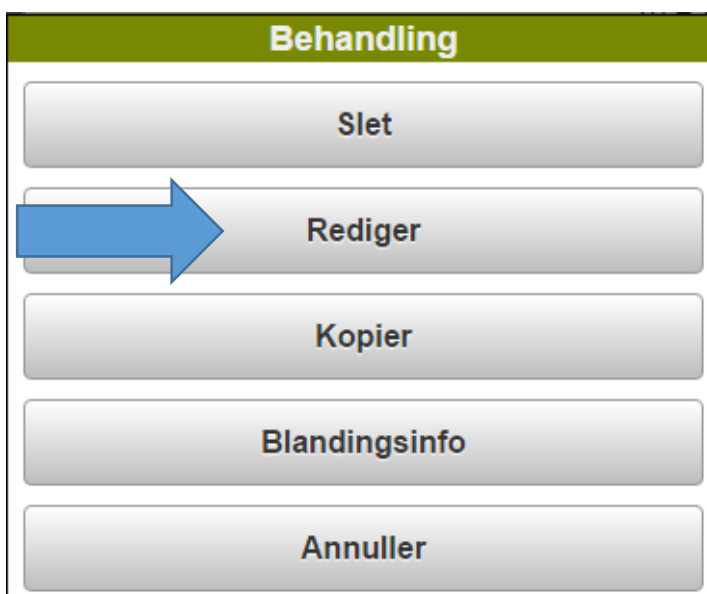 Behandling
Slet
Rediger
Kopier
Blandingsinfo
Annuller